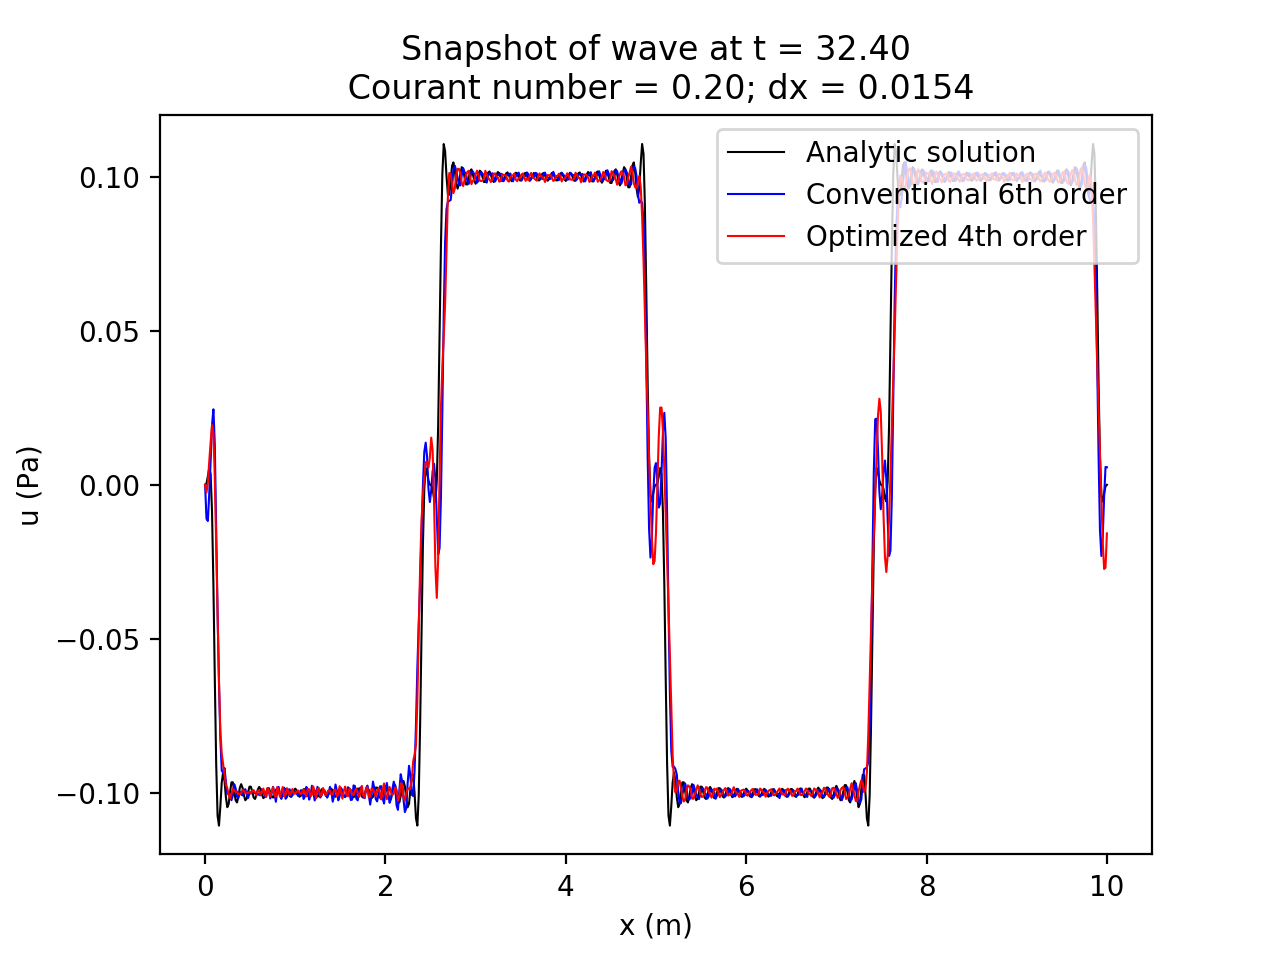 Snapshot of wave at t = 32.40
Courant number = 0.20; dx = 0.0154
Analytic solution
Conventional 6th order
Optimized 4th order
0.10
0.05
0.00
−0.05
−0.10
u (Pa)
0 2 4 6 8 10
x (m)